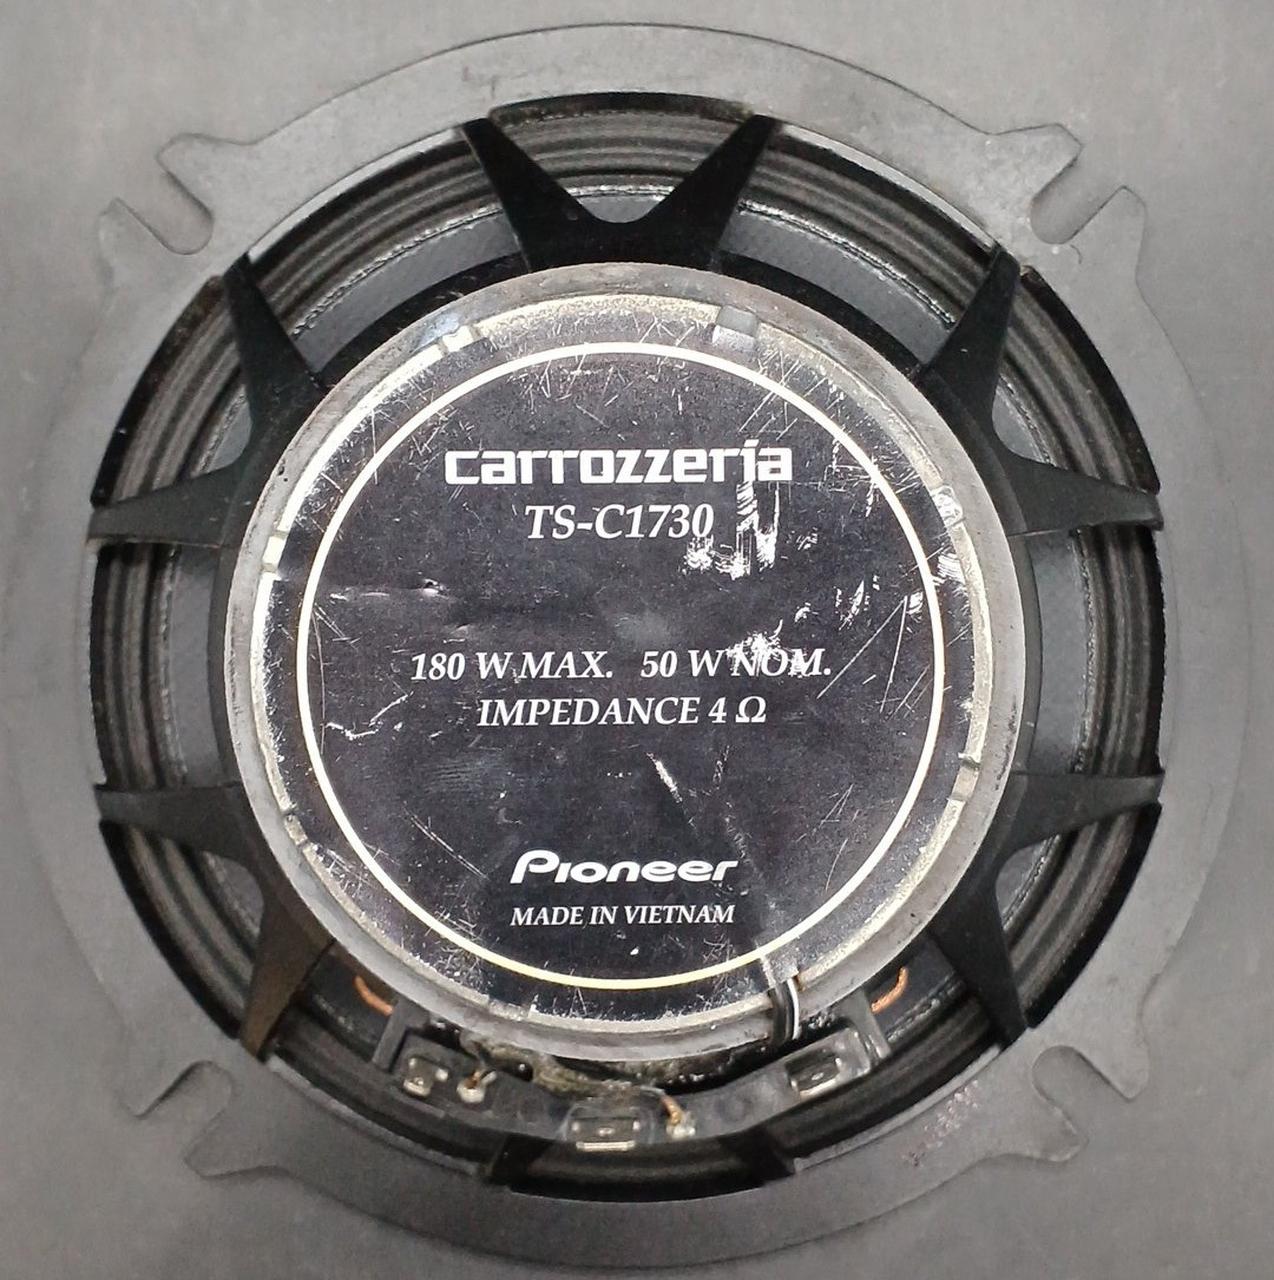 carrozzeria
TS-C1730
180 W MAX. 50 W NOM.
IMPEDANCE 4 Ω
Pioneer
MADE IN VIETNAM